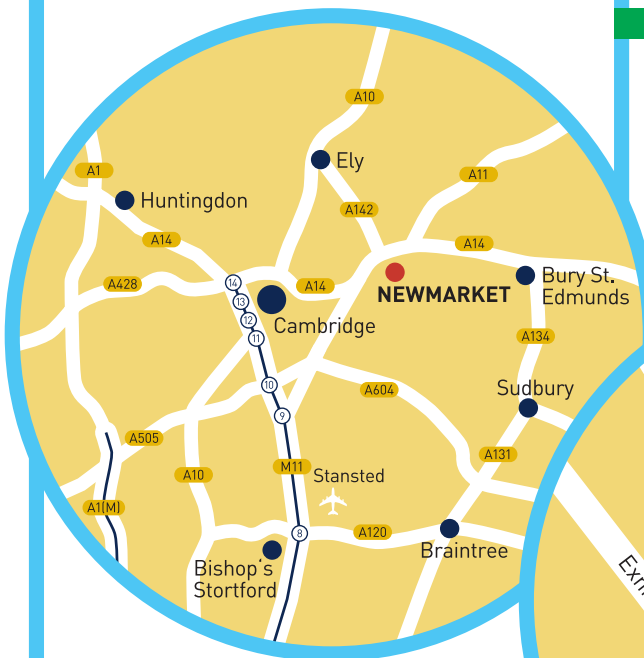 A10
Ely
A1
A11
Huntingdon
A142
A14
A14
A428
14
A14
13
NEWMARKET
Bury St.
Edmunds
12
Cambridge
11
A134
10
A604
Sudbury
9
A505
A131
A10
M11
Stansted
A1(M)
8
A120
Braintree
Bishop's
Stortford